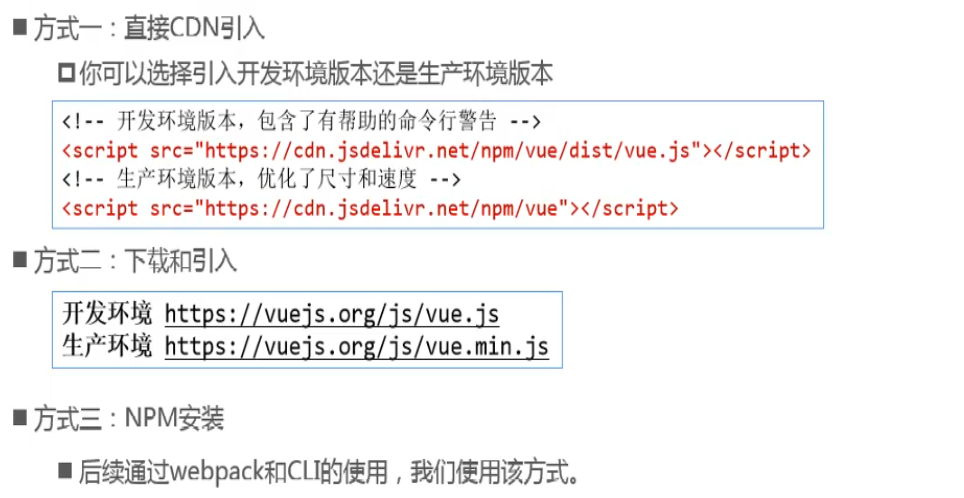 方式一：直接CDN引入
你可以选择引入开发环境版本还是生产环境版本
<!-- 开发环境版本，包含了有帮助的命令行警告 -->
<script src="https://cdn.jsdelivr.net/npm/vue/dist/vue.js"></script>
<!-- 生产环境版本，优化了尺寸和速度 -->
<script src="https://cdn.jsdelivr.net/npm/vue"></script>
方式二：下载和引入
开发环境 https://vuejs.org/js/vue.js
生产环境 https://vuejs.org/js/vue.min.js
方式三：NPM安装
后续通过webpack和CLI的使用，我们使用该方式。